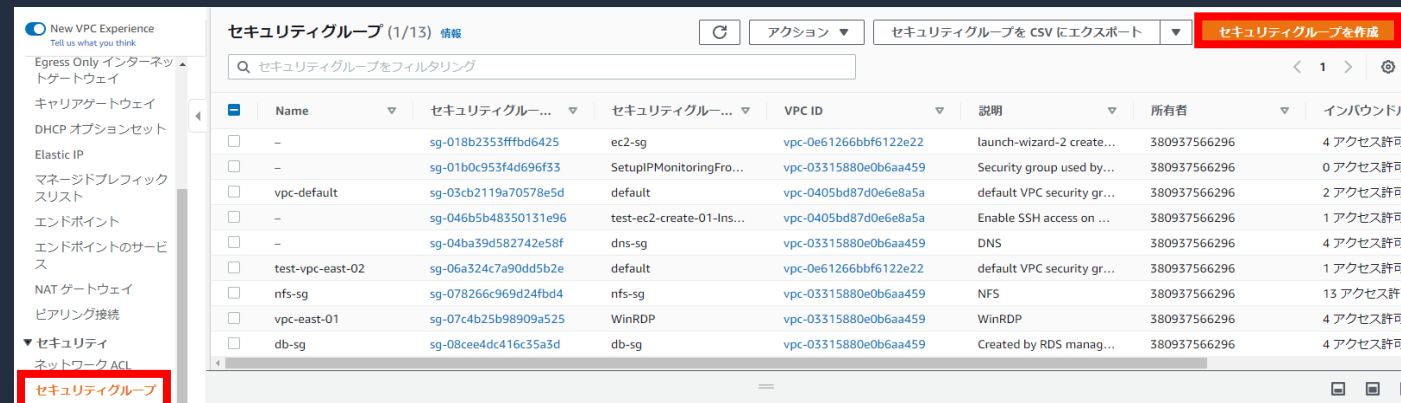 New VPC Experience
Tell us what you think
Egress Only インターネッ
トゲートウェイ
キャリアゲートウェイ
DHCP オプションセット
Elastic IP
マネージドプレフィック
スリスト
エンドポイント
エンドポイントのサービ
ス
NAT ゲートウェイ
ピアリング接続
セキュリティ
ネットワーク ACL
セキュリティグループ
セキュリティグループ (1/13) 情報
アクション
セキュリティグループを CSV にエクスポート
セキュリティグループを作成
セキュリティグループをフィルタリング
1
Name セキュリティグルー... セキュリティグルー... VPC ID 説明 所有者 インバウンドル
– sg-018b2353fffbd6425 ec2-sg vpc-0e61266bbf6122e22 launch-wizard-2 create... 380937566296 4 アクセス許可
– sg-01b0c953f4d696f33 SetupIPMonitoringFro... vpc-03315880e0b6aa459 Security group used by... 380937566296 0 アクセス許可
vpc-default sg-03cb2119a70578e5d default vpc-0405bd87d0e6e8a5a default VPC security gr... 380937566296 2 アクセス許可
– sg-046b5b48350131e96 test-ec2-create-01-Ins... vpc-0405bd87d0e6e8a5a Enable SSH access on ... 380937566296 1 アクセス許可
– sg-04ba39d582742e58f dns-sg vpc-03315880e0b6aa459 DNS 380937566296 4 アクセス許可
test-vpc-east-02 sg-06a324c7a90dd5b2e default vpc-0e61266bbf6122e22 default VPC security gr... 380937566296 1 アクセス許可
nfs-sg sg-078266c969d24fbd4 nfs-sg vpc-03315880e0b6aa459 NFS 380937566296 13 アクセス許
vpc-east-01 sg-07c4b25b98909a525 WinRDP vpc-03315880e0b6aa459 WinRDP 380937566296 4 アクセス許可
db-sg sg-08cee4dc416c35a3d db-sg vpc-03315880e0b6aa459 Created by RDS manag... 380937566296 4 アクセス許可